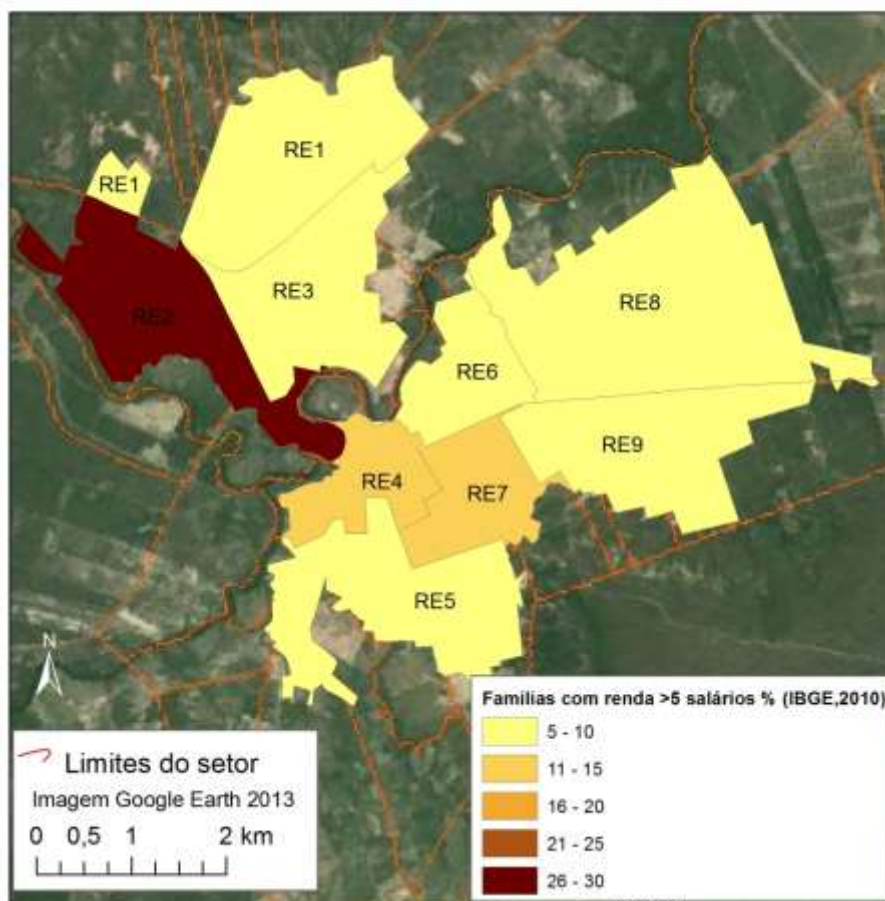 RE1
RE1
RE2
RE3
RE8
RE6
RE9
RE4
RE7
RE5
N
Limites do setor
Imagem Google Earth 2013
0 0,5 1 2 km
Familias com renda >5 salários % (IBGE,2010)
5 - 10
11 - 15
16 - 20
21 - 25
26 - 30